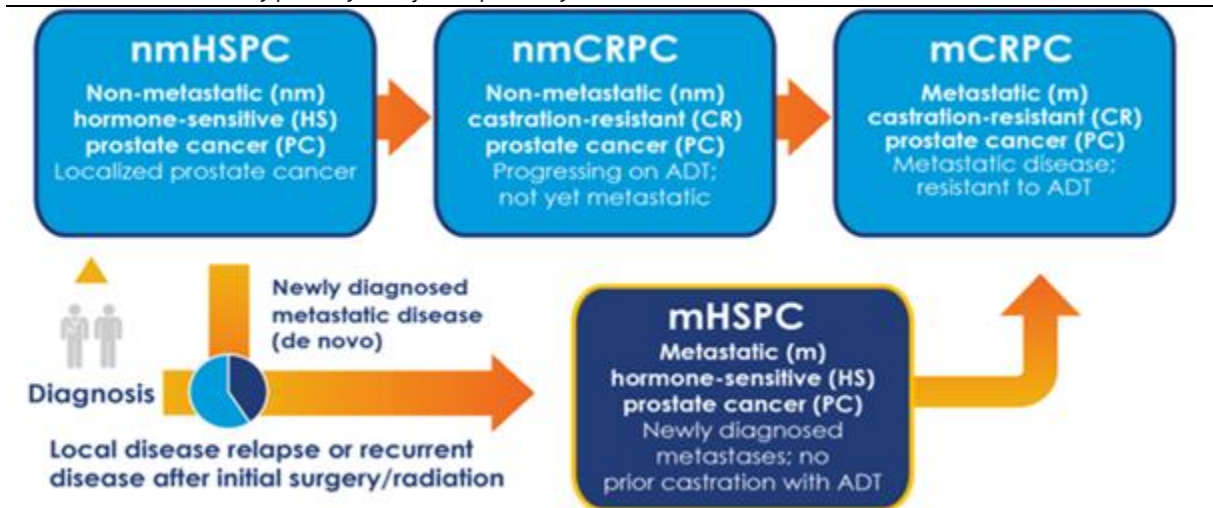 nmHSPC
Non-metastatic (nm)
hormone-sensitive (HS)
prostate cancer (PC)
Localized prostate cancer
nmCRPC
Non-metastatic (nm)
castration-resistant (CR)
prostate cancer (PC)
Progressing on ADT;
not yet metastatic
mCRPC
Metastatic (m)
castration-resistant (CR)
prostate cancer (PC)
Metastatic disease;
resistant to ADT
Newly diagnosed
metastatic disease
(de novo)
Diagnosis
Local disease relapse or recurrent
disease after initial surgery/radiation
mHSPC
Metastatic (m)
hormone-sensitive (HS)
prostate cancer (PC)
Newly diagnosed
metastases; no
prior castration with ADT